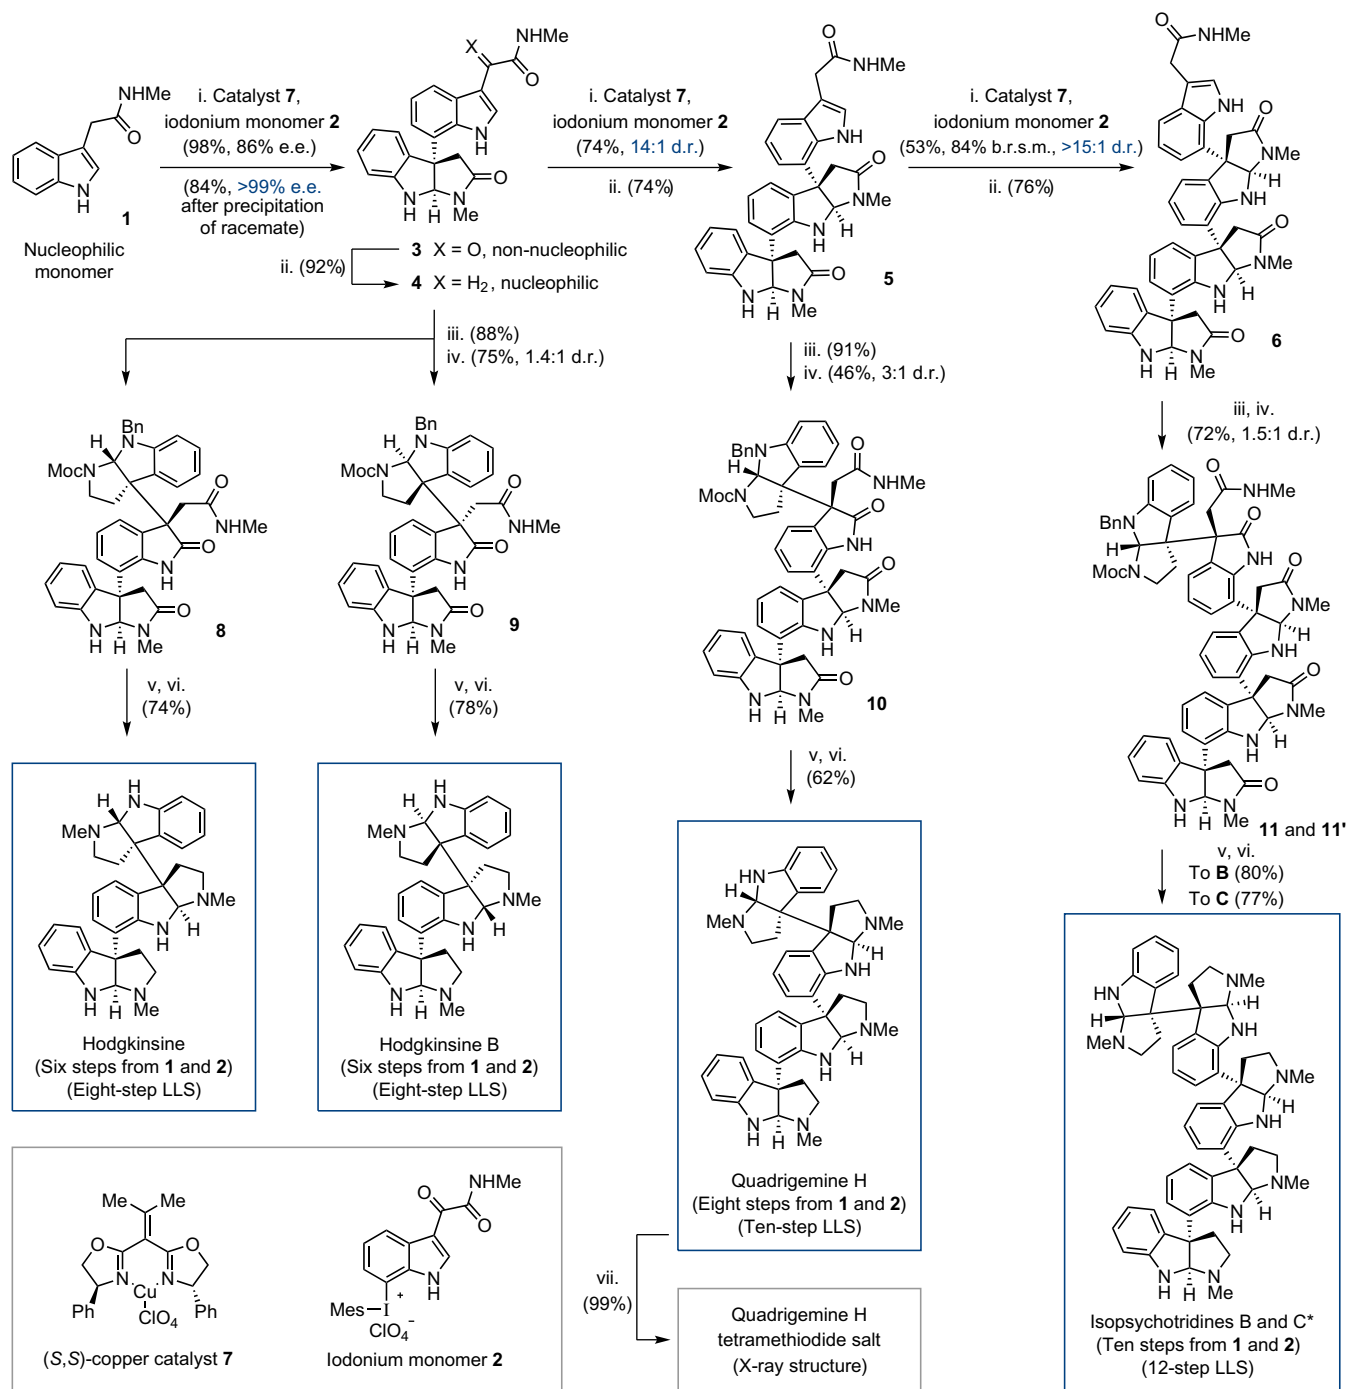 NHMe
O
N
H
1
Nucleophilic
monomer
i. Catalyst 7,
iodonium monomer 2
(98%, 86% e.e.)
(84%, >99% e.e.
after precipitation
of racemate)
X
NHMe
O
N
H
O
N
H
H
N
Me
3 X = O, non-nucleophilic
ii. (92%)
4 X = H₂, nucleophilic
i. Catalyst 7,
iodonium monomer 2
(74%, 14:1 d.r.)
ii. (74%)
O
NHMe
NH
O
NMe
N
H
H
O
N
H
H
N
Me
5
i. Catalyst 7,
iodonium monomer 2
(53%, 84% b.r.s.m., >15:1 d.r.)
ii. (76%)
O
NHMe
NH
O
NMe
H
NH
O
NMe
H
NH
O
N
H
H
N
Me
6
iii. (88%)
iv. (75%, 1.4:1 d.r.)
iii. (91%)
iv. (46%, 3:1 d.r.)
iii, iv.
(72%, 1.5:1 d.r.)
Bn
H
N
MocN
O
NHMe
O
N
H
O
N
H
H
N
Me
8
Bn
H
N
MocN
O
NHMe
O
N
H
O
N
H
H
N
Me
9
BnN
H
MocN
O
NHMe
O
NH
O
NMe
N
H
H
O
N
H
H
N
Me
10
BnN
H
MocN
O
NHMe
O
NH
O
NMe
H
NH
O
NMe
NH
H
O
N
H
H
N
Me
11 and 11'
v, vi.
(74%)
v, vi.
(78%)
v, vi.
(62%)
v, vi.
To B (80%)
To C (77%)
H
H
N
MeN
NMe
N
H
H
N
H
H
N
Me
Hodgkinsine
(Six steps from 1 and 2)
(Eight-step LLS)
H
H
N
MeN
NMe
N
H
H
N
H
H
N
Me
Hodgkinsine B
(Six steps from 1 and 2)
(Eight-step LLS)
HN
H
MeN
NMe
H
NH
NMe
N
H
H
N
H
H
N
Me
Quadrigemine H
(Eight steps from 1 and 2)
(Ten-step LLS)
HN
H
MeN
NMe
H
NH
NMe
H
NH
NMe
NH
H
N
H
H
N
Me
Isopsychotridines B and C*
(Ten steps from 1 and 2)
(12-step LLS)
Me
Me
O
O
N
N
Cu
Ph
ClO₄
Ph
(S,S)-copper catalyst 7
NHMe
O
O
N
H
Mes
I
+
ClO₄⁻
Iodonium monomer 2
vii.
(99%)
Quadrigemine H
tetramethiodide salt
(X-ray structure)